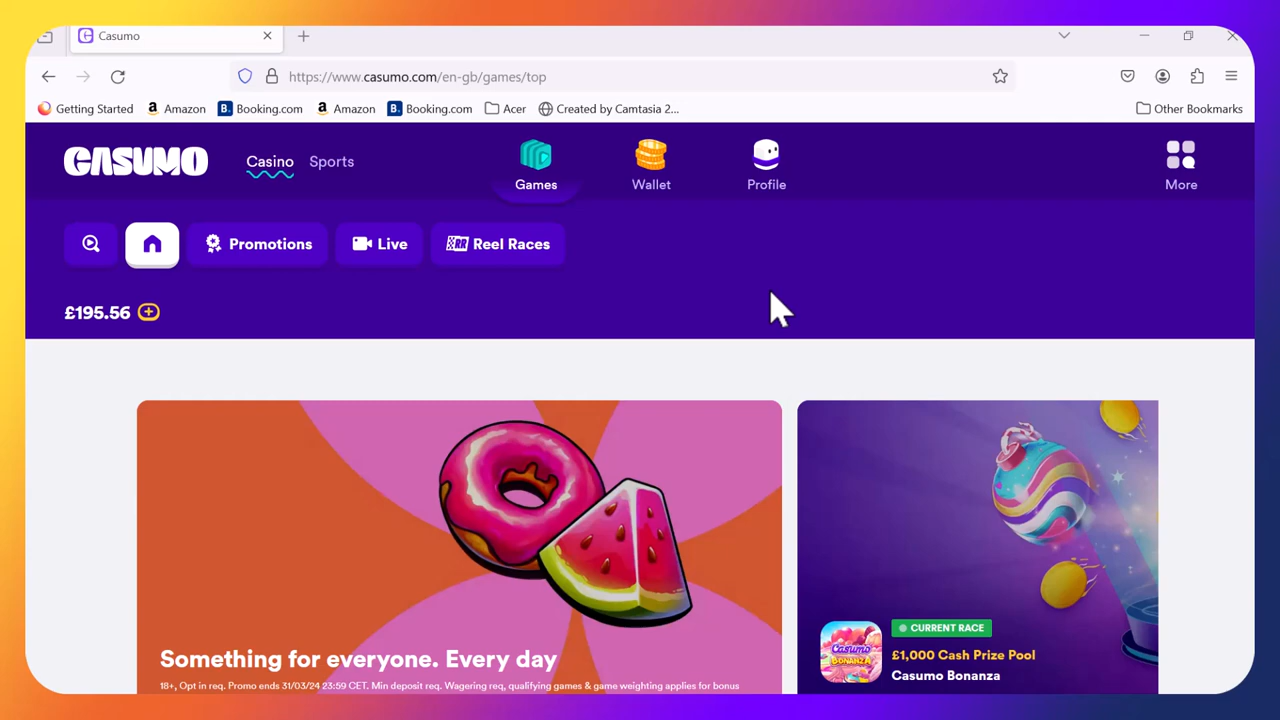 Casumo
https://www.casumo.com/en-gb/games/top
Getting Started Amazon Booking.com Amazon Booking.com Acer Created by Camtasia 2... Other Bookmarks
CASUMO Casino Sports Games Wallet Profile More
Promotions Live Reel Races
£195.56
Something for everyone. Every day
18+, Opt in req. Promo ends 31/03/24 23:59 CET. Min deposit req. Wagering req, qualifying games & game weighting applies for bonus
CURRENT RACE
Casumo BONANZA
£1,000 Cash Prize Pool
Casumo Bonanza